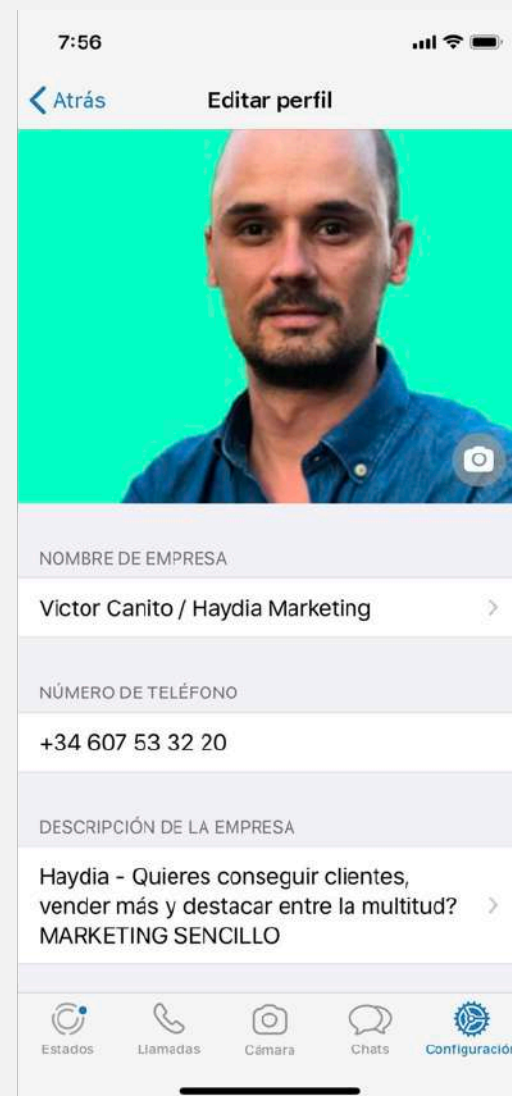 7:56
Atrás
Editar perfil
NOMBRE DE EMPRESA
Victor Canito / Haydia Marketing
NÚMERO DE TELÉFONO
+34 607 53 32 20
DESCRIPCIÓN DE LA EMPRESA
Haydia - Quieres conseguir clientes,
vender más y destacar entre la multitud?
MARKETING SENCILLO
Estados
Llamadas
Cámara
Chats
Configuración